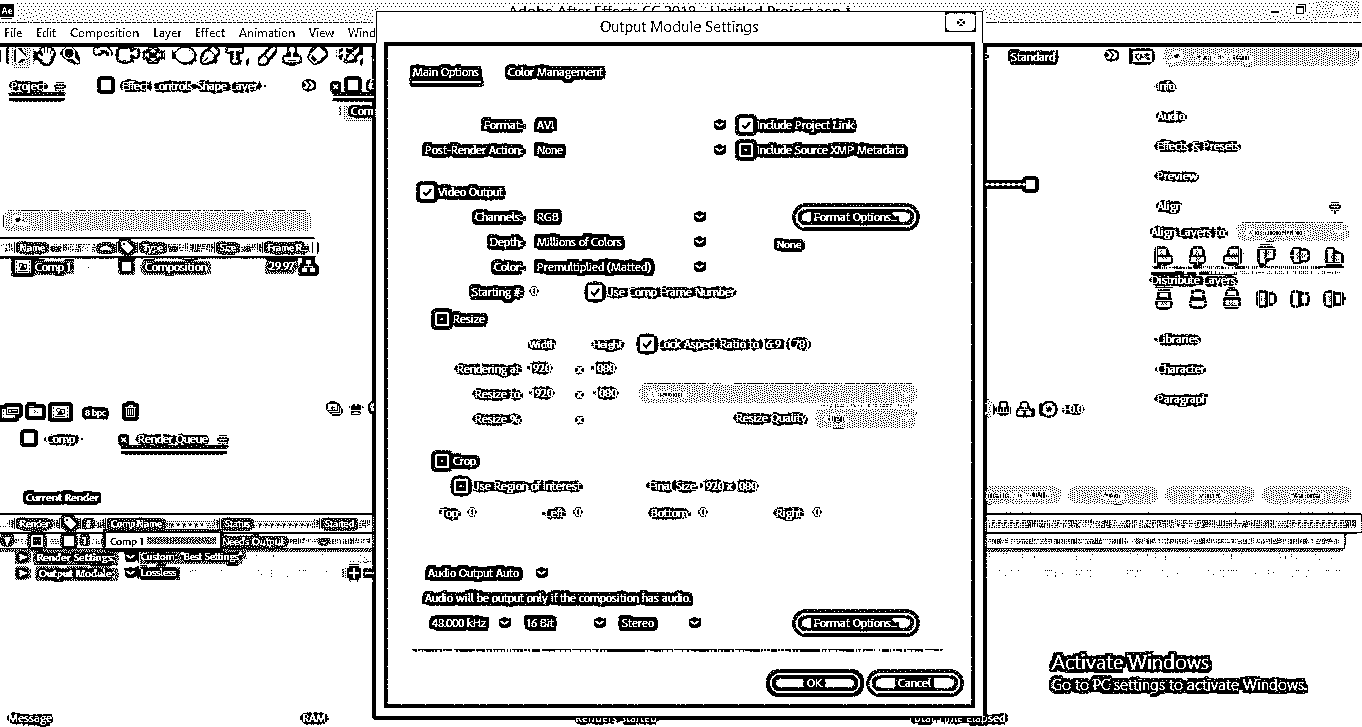 Ae
Adobe After Effects CC 2018 - Untitled Project.aep *
File Edit Composition Layer Effect Animation View
Output Module Settings
Project
Effect Controls Shape Layer
Standard
Main Options Color Management
Info
Audio
Effects & Presets
Preview
Align
Align Layers to:
Distribute Layers
Libraries
Character
Paragraph
Format: AVI
Include Project Link
Post-Render Action: None
Include Source XMP Metadata
Video Output
Channels: RGB
Format Options...
Depth: Millions of Colors
None
Color: Premultiplied (Matted)
Starting #: 0
Use Comp Frame Number
Resize
Width Height
Lock Aspect Ratio to 16:9 (1.78)
Rendering at: 1920 x 1080
Resize to: 1920 x 1080
Resize %: x
Resize Quality:
Crop
Use Region of Interest
Final Size: 1920 x 1080
Top: 0 Left: 0 Bottom: 0 Right: 0
Audio Output Auto
Audio will be output only if the composition has audio.
48.000 kHz 16 Bit Stereo
Format Options...
OK Cancel
Name Type Size Frame R...
Comp 1 Composition 29.97
8 bpc
Comp 1
Render Queue
Current Render
Render # Comp Name Status Started
1 Comp 1 Needs Output
Render Settings: Custom: "Best Settings"
Output Module: Lossless
+0.0
Activate Windows
Go to PC settings to activate Windows.
Message RAM Renders Started Total Time Elapsed